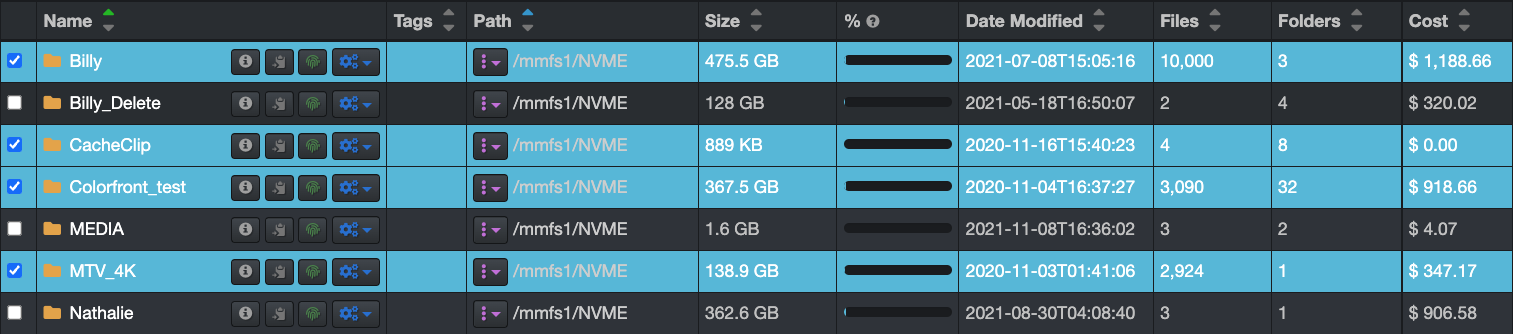 Name Tags Path Size % Date Modified Files Folders Cost
Billy /mmfs1/NVME 475.5 GB 2021-07-08T15:05:16 10,000 3 $ 1,188.66
Billy_Delete /mmfs1/NVME 128 GB 2021-05-18T16:50:07 2 4 $ 320.02
CacheClip /mmfs1/NVME 889 KB 2020-11-16T15:40:23 4 8 $ 0.00
Colorfront_test /mmfs1/NVME 367.5 GB 2020-11-04T16:37:27 3,090 32 $ 918.66
MEDIA /mmfs1/NVME 1.6 GB 2021-11-08T16:36:02 3 2 $ 4.07
MTV_4K /mmfs1/NVME 138.9 GB 2020-11-03T01:41:06 2,924 1 $ 347.17
Nathalie /mmfs1/NVME 362.6 GB 2021-08-30T04:08:40 3 1 $ 906.58